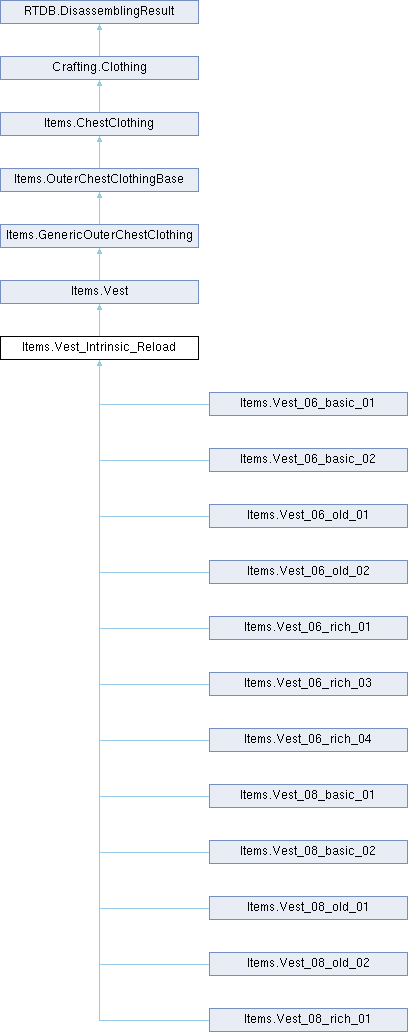 RTDB.DisassemblingResult
Crafting.Clothing
Items.ChestClothing
Items.OuterChestClothingBase
Items.GenericOuterChestClothing
Items.Vest
Items.Vest_Intrinsic_Reload
Items.Vest_06_basic_01
Items.Vest_06_basic_02
Items.Vest_06_old_01
Items.Vest_06_old_02
Items.Vest_06_rich_01
Items.Vest_06_rich_03
Items.Vest_06_rich_04
Items.Vest_08_basic_01
Items.Vest_08_basic_02
Items.Vest_08_old_01
Items.Vest_08_old_02
Items.Vest_08_rich_01